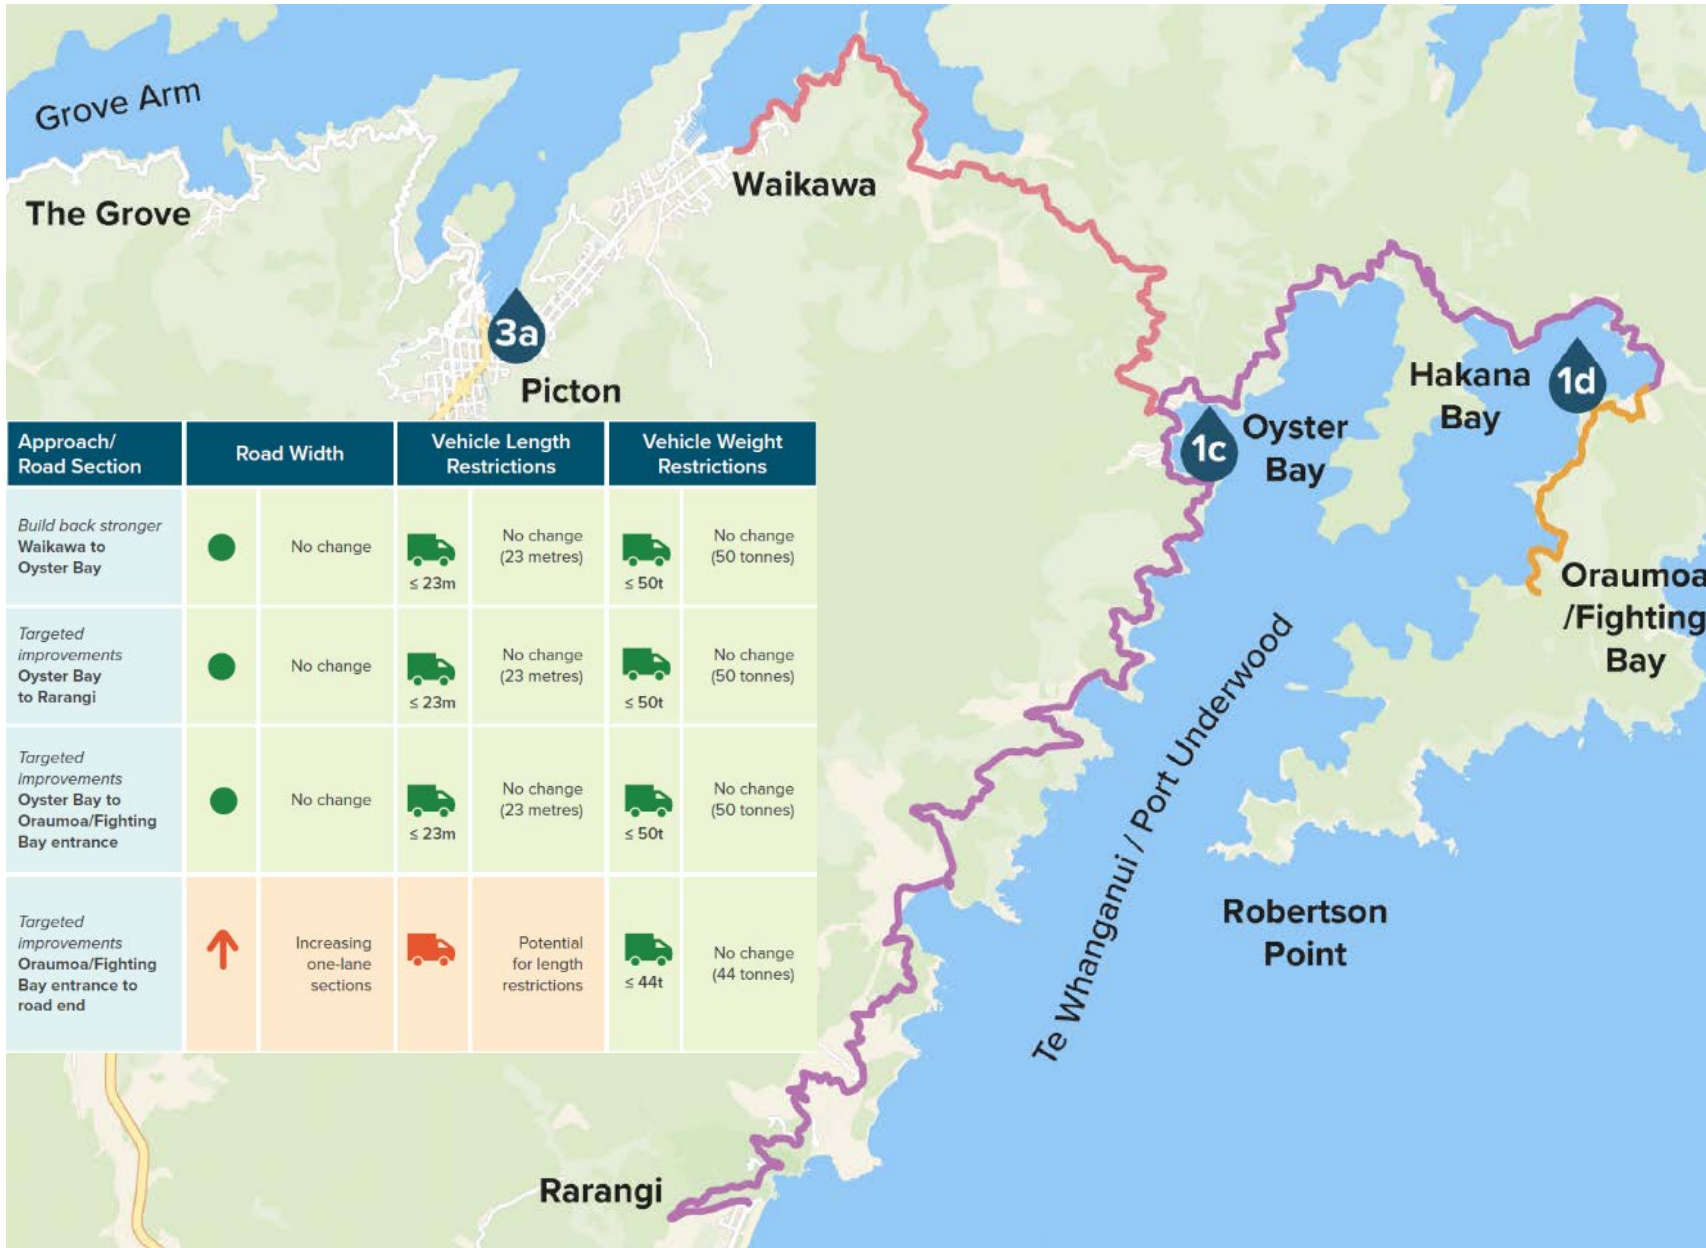 Grove Arm
The Grove
Waikawa
3a
Picton
Hakana
Bay
1d
Oyster
Bay
1c
Oraumoa
/Fighting
Bay
Te Whanganui / Port Underwood
Robertson
Point
Rarangi
Approach/
Road Section
Road Width
Vehicle Length
Restrictions
Vehicle Weight
Restrictions
Build back stronger
Waikawa to
Oyster Bay
No change
≤ 23m
No change
(23 metres)
≤ 50t
No change
(50 tonnes)
Targeted
improvements
Oyster Bay
to Rarangi
No change
≤ 23m
No change
(23 metres)
≤ 50t
No change
(50 tonnes)
Targeted
improvements
Oyster Bay to
Oraumoa/Fighting
Bay entrance
No change
≤ 23m
No change
(23 metres)
≤ 50t
No change
(50 tonnes)
Targeted
improvements
Oraumoa/Fighting
Bay entrance to
road end
Increasing
one-lane
sections
Potential
for length
restrictions
≤ 44t
No change
(44 tonnes)